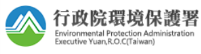 行政院環境保護署
Environmental Protection Administration
Executive Yuan,R.O.C(Taiwan)